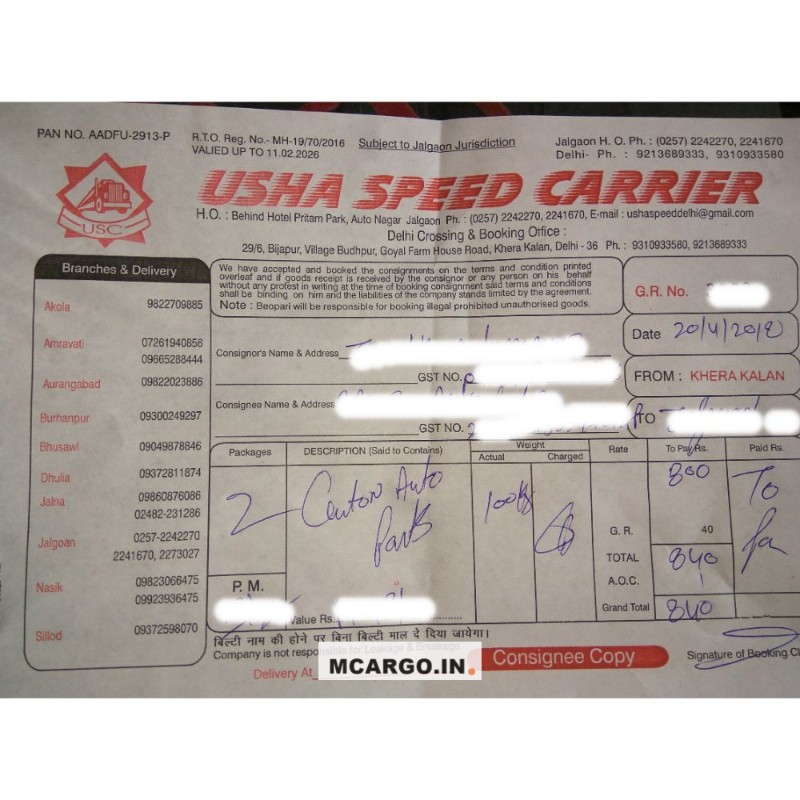 PAN NO. AADFU-2913-P
R.T.O. Reg. No.- MH-19/70/2016
VALIED UP TO 11.02.2026
Subject to Jalgaon Jurisdiction
Jalgaon H. O. Ph. : (0257) 2242270, 2241670
Delhi- Ph. : 9213689333, 9310933580
USC
USHA SPEED CARRIER
H.O. : Behind Hotel Pritam Park, Auto Nagar Jalgaon Ph. : (0257) 2242270, 2241670, E-mail : ushaspeeddelhi@gmail.com
Delhi Crossing & Booking Office :
29/6, Bijapur, Village Budhpur, Goyal Farm House Road, Khera Kalan, Delhi - 36 Ph. : 9310933580, 9213689333
Branches & Delivery
Akola 9822709885
Amravati 07261940858
09665288444
Aurangabad 09822023886
Burhanpur 09300249297
Bhusawl 09049878846
Dhulia 09372811874
Jalna 09860876086
02482-231286
Jalgoan 0257-2242270
2241670, 2273027
Nasik 09823066475
09923936475
Sillod 09372598070
We have accepted and booked the consignments on the terms and condition printed
overleaf and if goods receipt is received by the consignor or any person on his behalf
without any protest in writing at the time of booking consignment said terms and conditions
shall be binding on him and the liabilities of the company stands limited by the agreement.
Note : Beopari will be responsible for booking illegal prohibited unauthorised goods.
G.R. No.
Date 20/4/2018
FROM : KHERA KALAN
TO
Consignor's Name & Address
GST NO.
Consignee Name & Address
GST NO.
Packages DESCRIPTION (Said to Contains) Weight Rate To Pay Rs. Paid Rs.
Actual Charged
2 Auto Parts 100 800 To
G. R. 40
TOTAL 840
A.O.C.
Grand Total 840
P. M.
Value Rs.
बिल्टी नाम की होने पर बिना बिल्टी माल दे दिया जायेगा।
Company is not responsible for Leakage & Breakage
MCARGO.IN.
Consignee Copy
Signature of Booking Cl
Delivery At